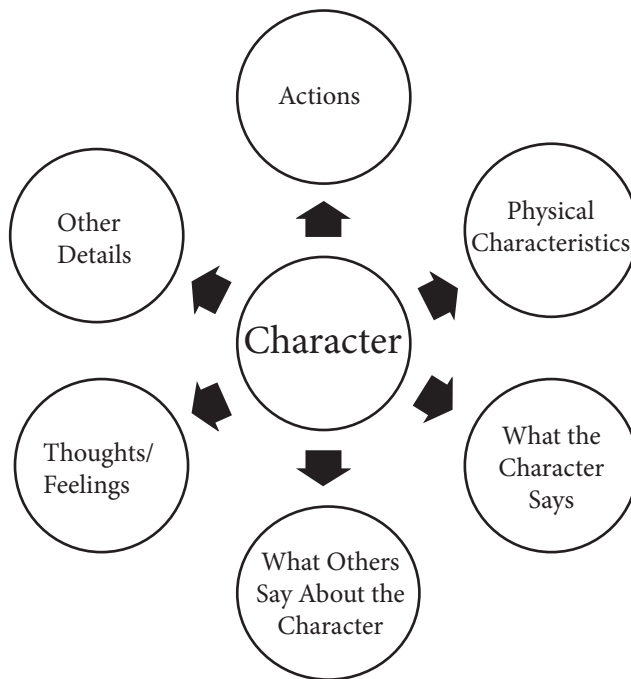 Actions
Other
Details
Physical
Characteristics
Character
Thoughts/
Feelings
What the
Character
Says
What Others
Say About the
Character